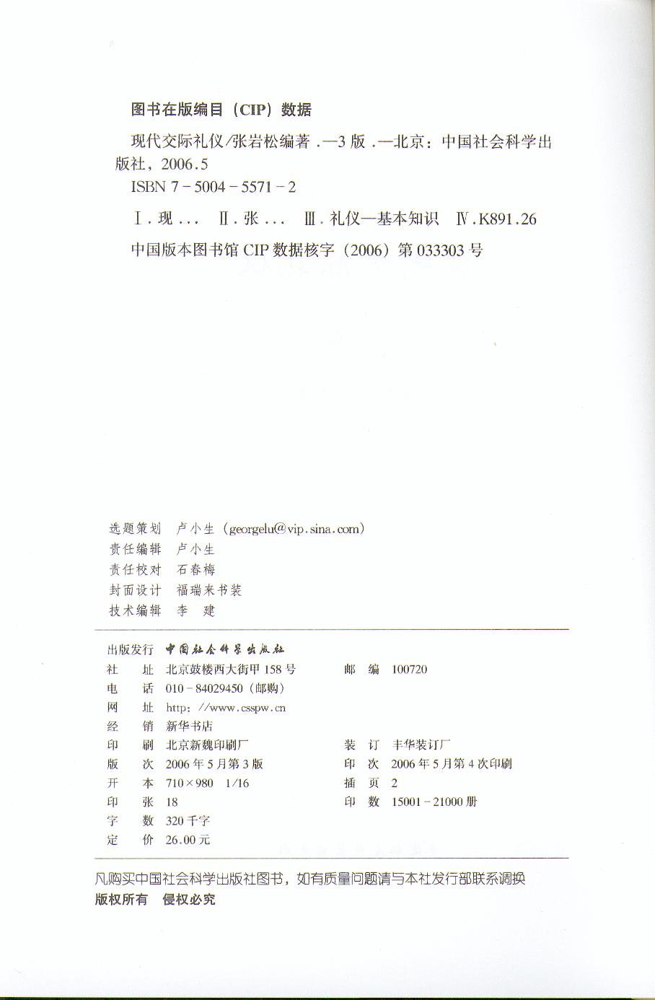 图书在版编目（CIP）数据
现代交际礼仪/张岩松编著.—3版.—北京：中国社会科学出
版社，2006.5
ISBN 7-5004-5571-2
Ⅰ.现... Ⅱ.张... Ⅲ.礼仪—基本知识 Ⅳ.K891.26
中国版本图书馆CIP数据核字（2006）第033303号
选题策划 卢小生（georgelu@vip.sina.com）
责任编辑 卢小生
责任校对 石春梅
封面设计 福瑞来书装
技术编辑 李 建
出版发行 中国社会科学出版社
社 址 北京鼓楼西大街甲158号 邮 编 100720
电 话 010-84029450（邮购）
网 址 http：//www.csspw.cn
经 销 新华书店
印 刷 北京新魏印刷厂 装 订 丰华装订厂
版 次 2006年5月第3版 印 次 2006年5月第4次印刷
开 本 710×980 1/16 插 页 2
印 张 18 印 数 15001-21000册
字 数 320千字
定 价 26.00元
凡购买中国社会科学出版社图书，如有质量问题请与本社发行部联系调换
版权所有 侵权必究